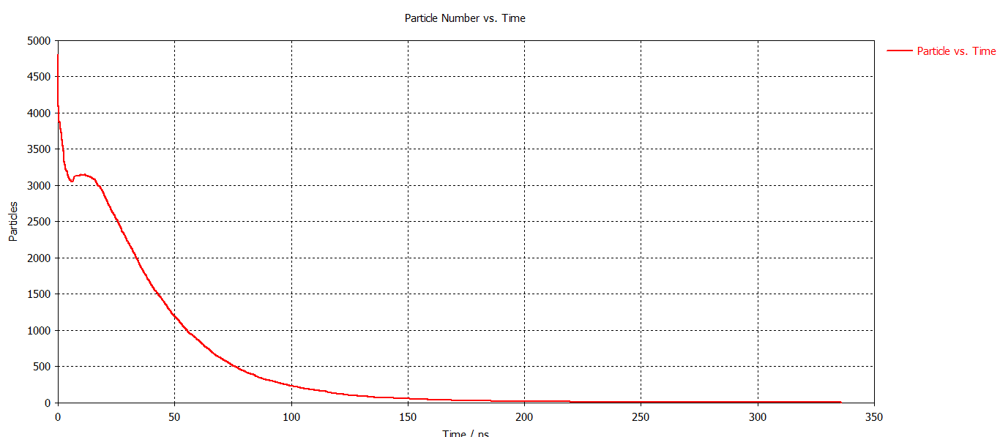 Particle Number vs. Time
5000
4500
4000
3500
3000
2500
2000
1500
1000
500
0
Particles
0 50 100 150 200 250 300 350
Time / ns
Particle vs. Time